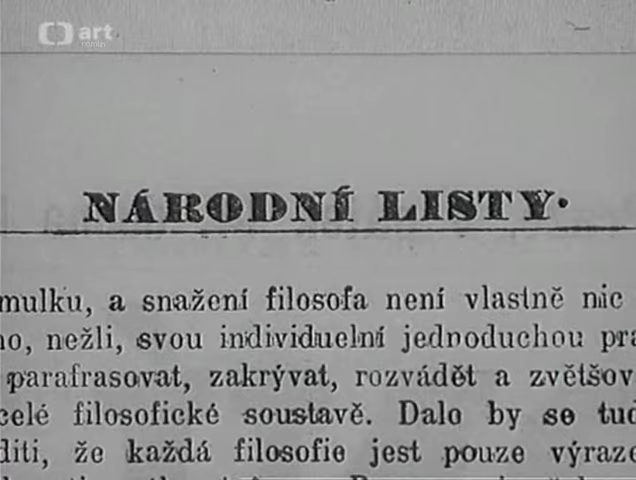 art
NÁRODNÍ LISTY.
mulku, a snažení filosofa není vlastně nic
no, nežli, svou individuelní jednoduchou pra
parafrasovat, zakrývat, rozvádět a zvětšov
celé filosofické soustavě. Dalo by se tud
diti, že každá filosofie jest pouze výraze